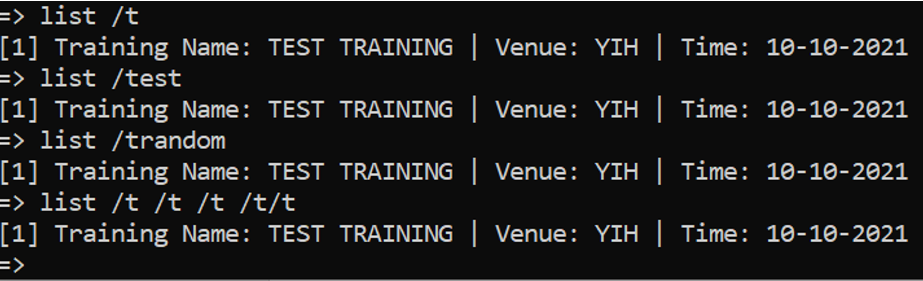 => list /t
[1] Training Name: TEST TRAINING | Venue: YIH | Time: 10-10-2021
=> list /test
[1] Training Name: TEST TRAINING | Venue: YIH | Time: 10-10-2021
=> list /trandom
[1] Training Name: TEST TRAINING | Venue: YIH | Time: 10-10-2021
=> list /t /t /t /t/t
[1] Training Name: TEST TRAINING | Venue: YIH | Time: 10-10-2021
=>